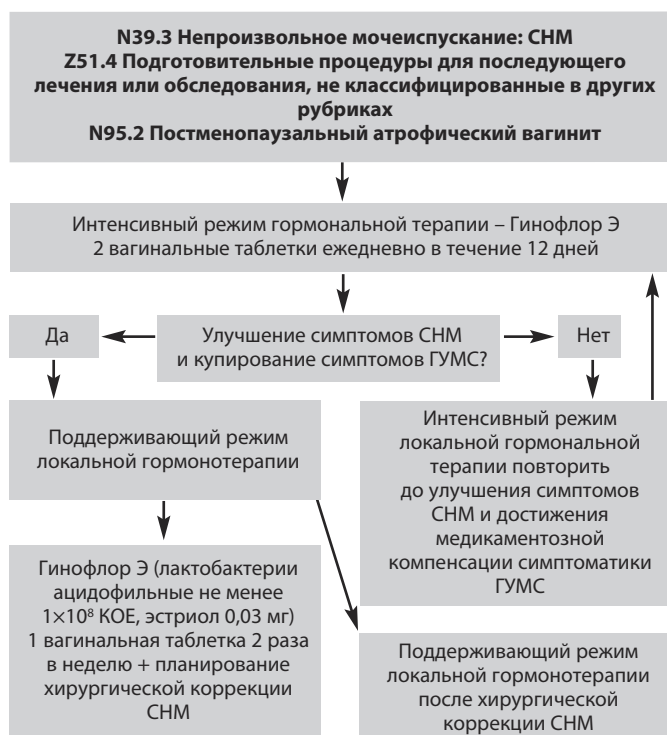 N39.3 Непроизвольное мочеиспускание: СНМ
Z51.4 Подготовительные процедуры для последующего
лечения или обследования, не классифицированные в других
рубриках
N95.2 Постменопаузальный атрофический вагинит
Интенсивный режим гормональной терапии – Гинофлор Э
2 вагинальные таблетки ежедневно в течение 12 дней
Да
Улучшение симптомов СНМ
и купирование симптомов ГУМС?
Нет
Поддерживающий режим
локальной гормонотерапии
Интенсивный режим
локальной гормональной
терапии повторить
до улучшения симптомов
СНМ и достижения
медикаментозной
компенсации симптоматики
ГУМС
Гинофлор Э (лактобактерии
ацидофильные не менее
1×10⁸ КОЕ, эстриол 0,03 мг)
1 вагинальная таблетка 2 раза
в неделю + планирование
хирургической коррекции
СНМ
Поддерживающий режим
локальной гормонотерапии
после хирургической
коррекции СНМ